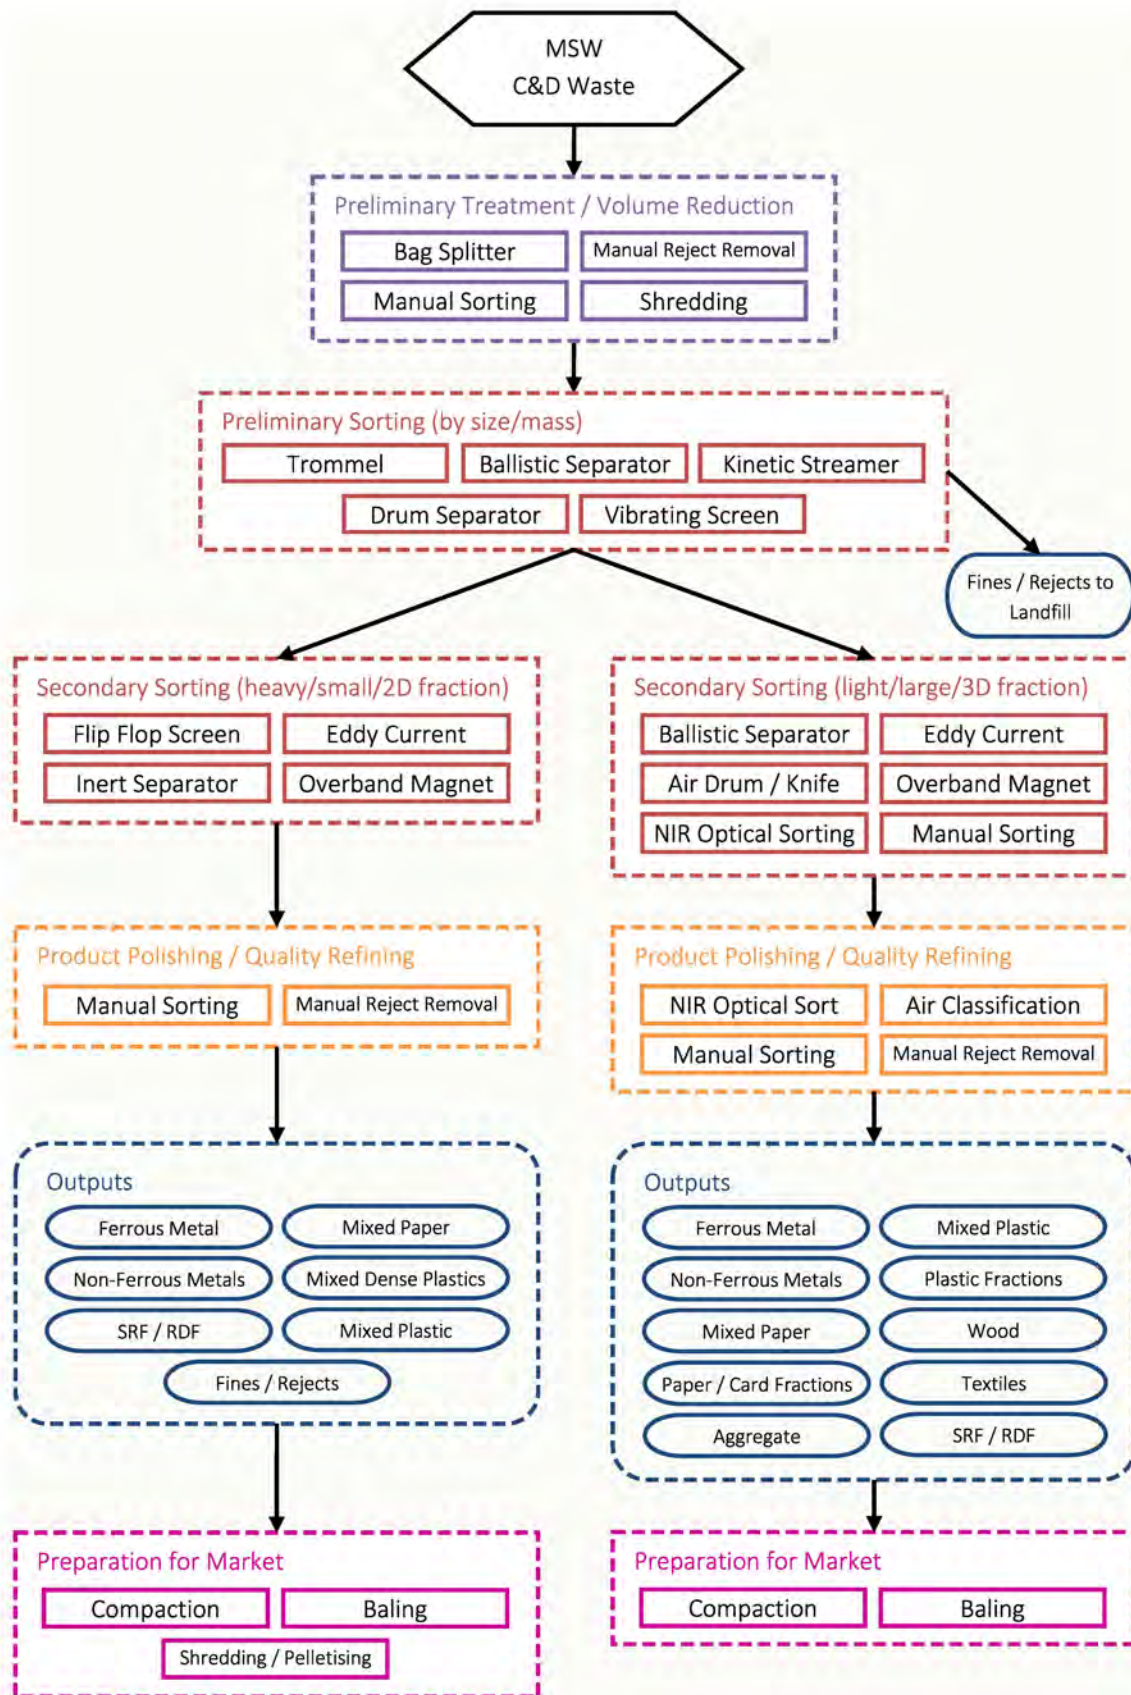 MSW
C&D Waste
Preliminary Treatment / Volume Reduction
Bag Splitter
Manual Reject Removal
Manual Sorting
Shredding
Preliminary Sorting (by size/mass)
Trommel
Ballistic Separator
Kinetic Streamer
Drum Separator
Vibrating Screen
Fines / Rejects to
Landfill
Secondary Sorting (heavy/small/2D fraction)
Flip Flop Screen
Eddy Current
Inert Separator
Overband Magnet
Secondary Sorting (light/large/3D fraction)
Ballistic Separator
Eddy Current
Air Drum / Knife
Overband Magnet
NIR Optical Sorting
Manual Sorting
Product Polishing / Quality Refining
Manual Sorting
Manual Reject Removal
Product Polishing / Quality Refining
NIR Optical Sort
Air Classification
Manual Sorting
Manual Reject Removal
Outputs
Ferrous Metal
Mixed Paper
Non-Ferrous Metals
Mixed Dense Plastics
SRF / RDF
Mixed Plastic
Fines / Rejects
Outputs
Ferrous Metal
Mixed Plastic
Non-Ferrous Metals
Plastic Fractions
Mixed Paper
Wood
Paper / Card Fractions
Textiles
Aggregate
SRF / RDF
Preparation for Market
Compaction
Baling
Shredding / Pelletising
Preparation for Market
Compaction
Baling